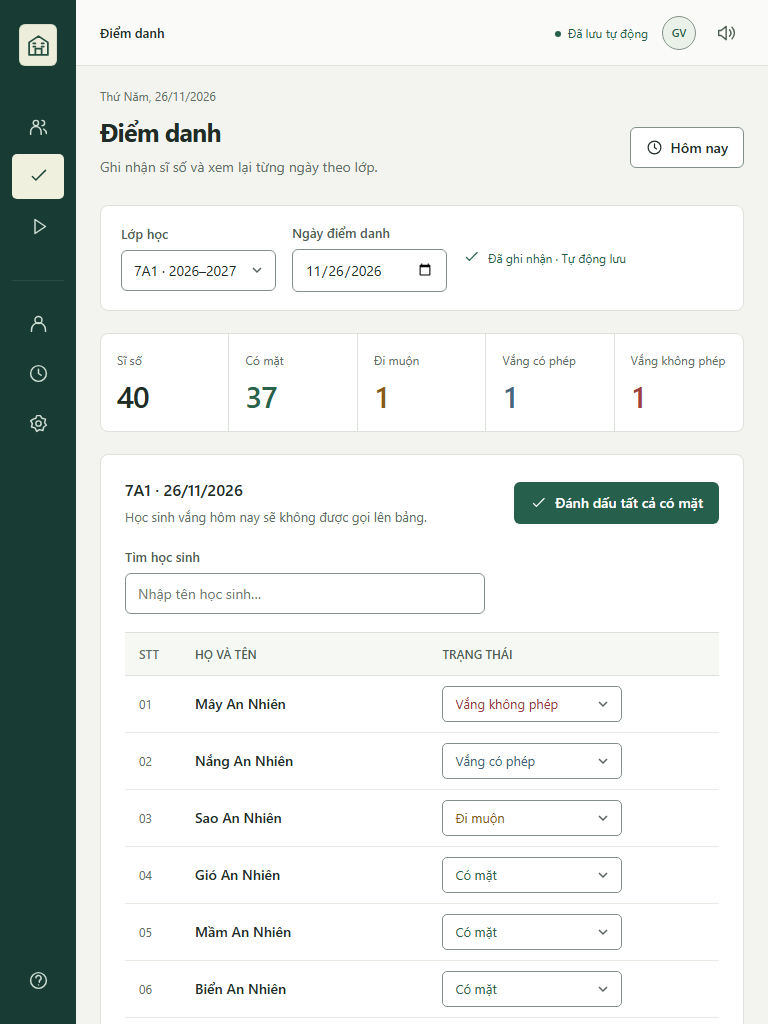 Điểm danh
Đã lưu tự động
GV
Thứ Năm, 26/11/2026
Điểm danh
Ghi nhận sĩ số và xem lại từng ngày theo lớp.
Hôm nay
Lớp học
Ngày điểm danh
7A1 · 2026–2027
11/26/2026
Đã ghi nhận · Tự động lưu
Sĩ số
Có mặt
Đi muộn
Vắng có phép
Vắng không phép
40
37
1
1
1
7A1 · 26/11/2026
Học sinh vắng hôm nay sẽ không được gọi lên bảng.
Đánh dấu tất cả có mặt
Tìm học sinh
Nhập tên học sinh...
STT HỌ VÀ TÊN TRẠNG THÁI
01 Mây An Nhiên Vắng không phép
02 Nắng An Nhiên Vắng có phép
03 Sao An Nhiên Đi muộn
04 Gió An Nhiên Có mặt
05 Mầm An Nhiên Có mặt
06 Biển An Nhiên Có mặt